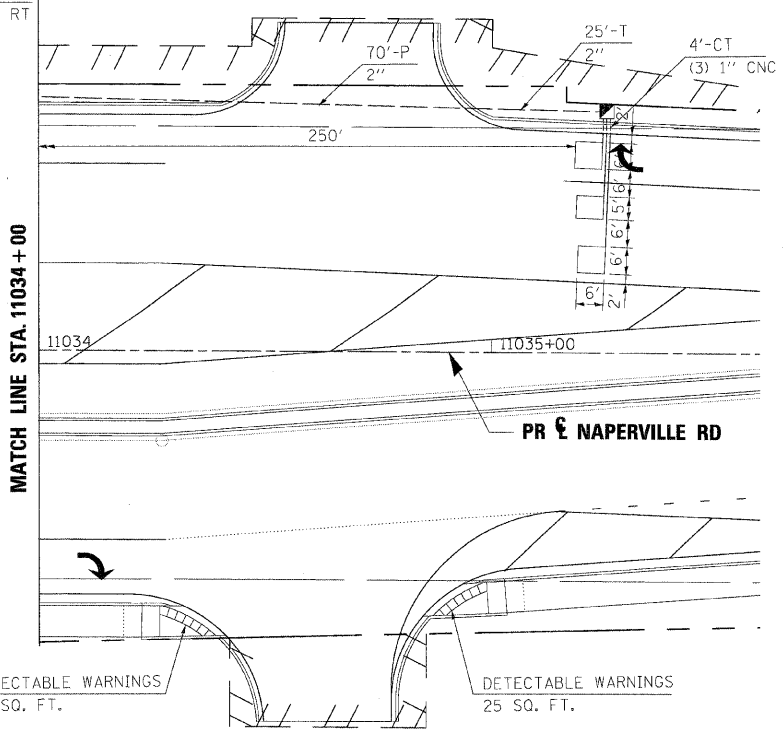 RT
25'-T
2"
4'-CT
(3) 1" CNC
70'-P
2"
2'
250'
6'
6'
5'
6'
6'
6'
2'
MATCH LINE STA. 11034+00
11034
11035+00
PR ℄ NAPERVILLE RD
ECTABLE WARNINGS
SQ. FT.
DETECTABLE WARNINGS
25 SQ. FT.